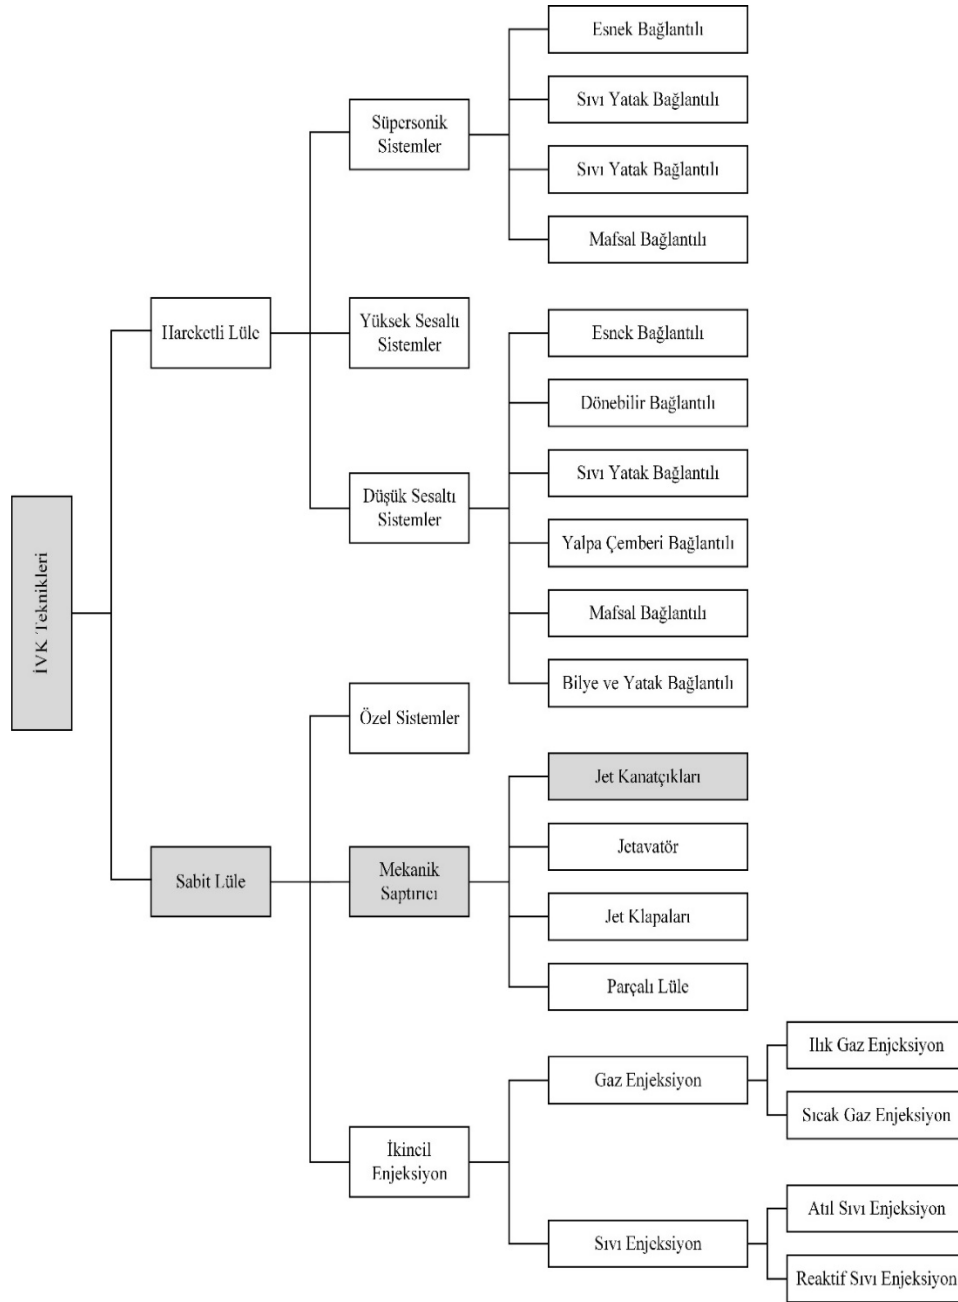 İVK Teknikleri
Hareketli Lüle
Süpersonik
Sistemler
Esnek Bağlantılı
Sıvı Yatak Bağlantılı
Sıvı Yatak Bağlantılı
Mafsal Bağlantılı
Yüksek Sesaltı
Sistemler
Düşük Sesaltı
Sistemler
Esnek Bağlantılı
Dönebilir Bağlantılı
Sıvı Yatak Bağlantılı
Yalpa Çemberi Bağlantılı
Mafsal Bağlantılı
Bilye ve Yatak Bağlantılı
Sabit Lüle
Özel Sistemler
Mekanik
Saptırıcı
Jet Kanatçıkları
Jetavatör
Jet Klapaları
Parçalı Lüle
İkincil
Enjeksiyon
Gaz Enjeksiyon
Ilık Gaz Enjeksiyon
Sıcak Gaz Enjeksiyon
Sıvı Enjeksiyon
Atıl Sıvı Enjeksiyon
Reaktif Sıvı Enjeksiyon